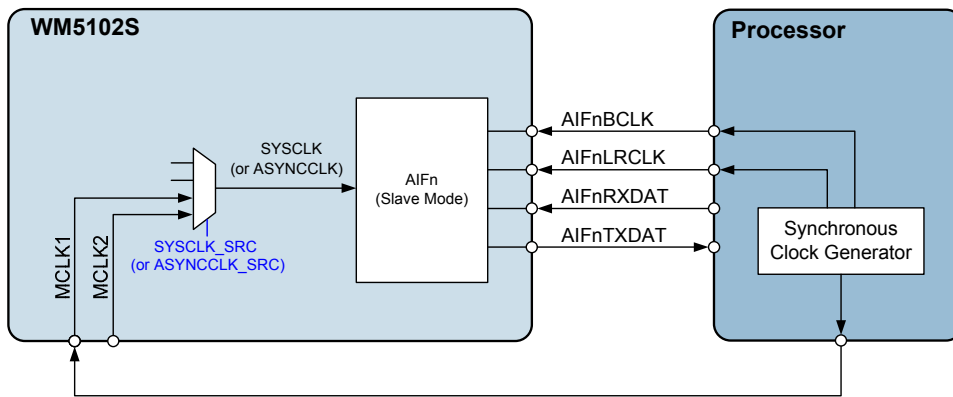 WM5102S
Processor
SYSCLK
(or ASYNCCLK)
AIFn
(Slave Mode)
AIFnBCLK
AIFnLRCLK
AIFnRXDAT
AIFnTXDAT
Synchronous
Clock Generator
SYSCLK_SRC
(or ASYNCCLK_SRC)
MCLK1
MCLK2